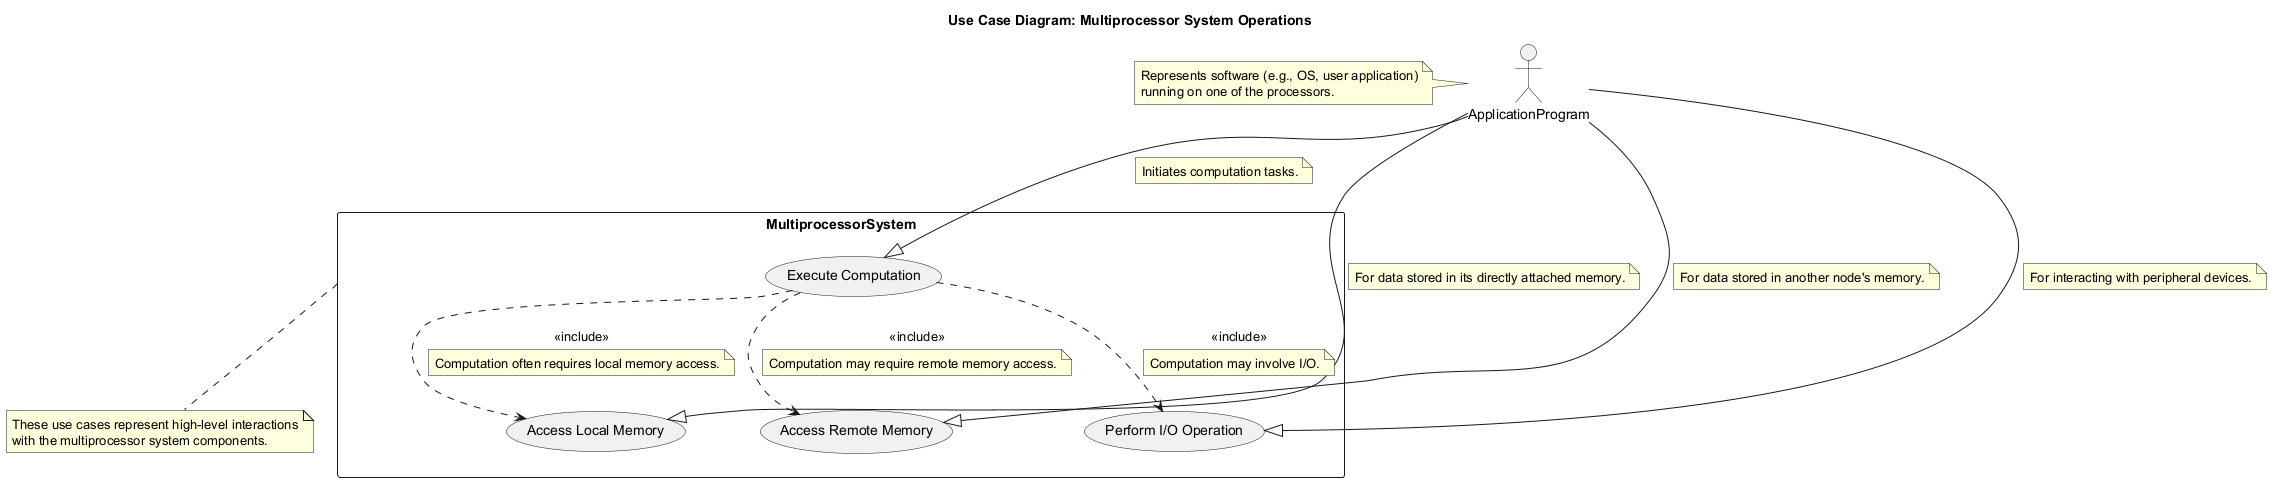 Use Case Diagram: Multiprocessor System Operations
Represents software (e.g., OS, user application)
running on one of the processors.
ApplicationProgram
Initiates computation tasks.
MultiprocessorSystem
Execute Computation
For data stored in its directly attached memory.
For data stored in another node's memory.
For interacting with peripheral devices.
«include»
«include»
«include»
Computation often requires local memory access.
Computation may require remote memory access.
Computation may involve I/O.
These use cases represent high-level interactions
with the multiprocessor system components.
Access Local Memory
Access Remote Memory
Perform I/O Operation